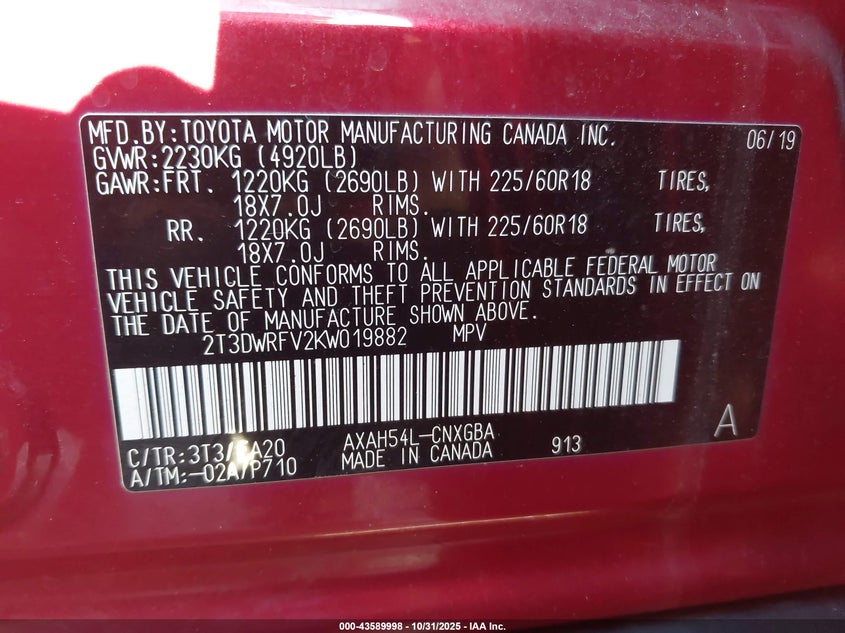 MFD.BY:TOYOTA MOTOR MANUFACTURING CANADA INC. 06/19
GVWR:2230KG (4920LB)
GAWR:FRT. 1220KG (2690LB) WITH 225/60R18 TIRES,
18X7.0J RIMS.
RR. 1220KG (2690LB) WITH 225/60R18 TIRES,
18X7.0J RIMS.
THIS VEHICLE CONFORMS TO ALL APPLICABLE FEDERAL MOTOR
VEHICLE SAFETY AND THEFT PREVENTION STANDARDS IN EFFECT ON
THE DATE OF MANUFACTURE SHOWN ABOVE.
2T3DWRFV2KW019882 MPV
C/TR:3T3/ A20 AXAH54L-CNXGBA
A/TM:-02A/P710 MADE IN CANADA 913 A
000-43589998 - 10/31/2025 - IAA Inc.